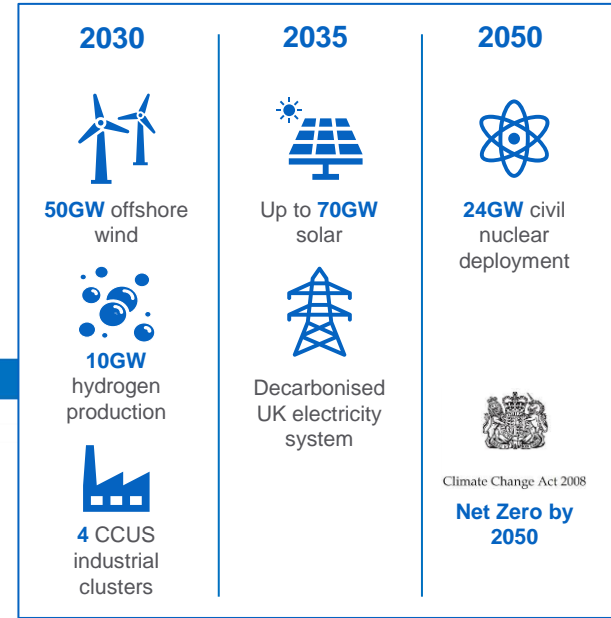 2030
50GW offshore
wind
10GW
hydrogen
production
4 CCUS
industrial
clusters
2035
Up to 70GW
solar
Decarbonised
UK electricity
system
2050
24GW civil
nuclear
deployment
Climate Change Act 2008
Net Zero by
2050